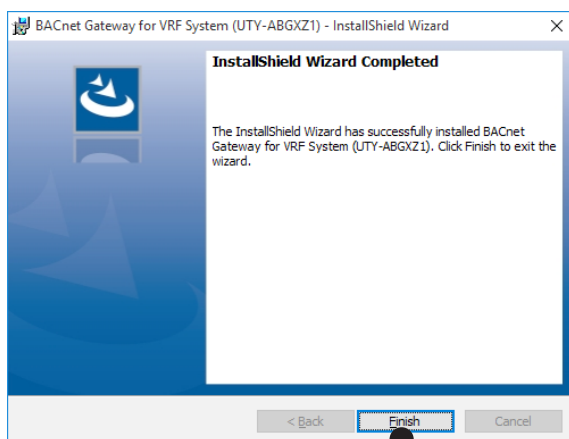 BACnet Gateway for VRF System (UTY-ABGXZ1) - InstallShield Wizard
InstallShield Wizard Completed
The InstallShield Wizard has successfully installed BACnet
Gateway for VRF System (UTY-ABGXZ1). Click Finish to exit the
wizard.
< Back Finish Cancel